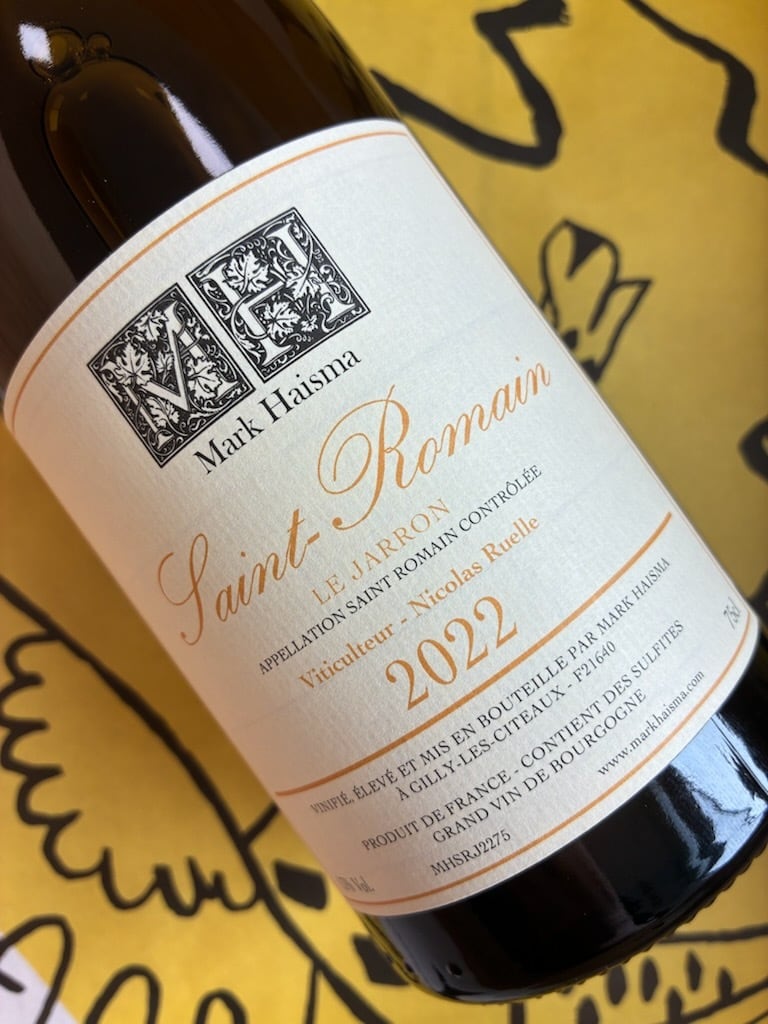 MH
Mark Haisma
Saint-Romain
LE JARRON
APPELLATION SAINT ROMAIN CONTRÔLÉE
Viticulteur - Nicolas Ruelle
2022
VINIFIÉ, ÉLEVÉ ET MIS EN BOUTEILLE PAR MARK HAISMA
À GILLY-LES-CITEAUX - F21640
PRODUIT DE FRANCE - CONTIENT DES SULFITES
GRAND VIN DE BOURGOGNE
MHSRJ2275
www.markhaisma.com
Vol.
75cl